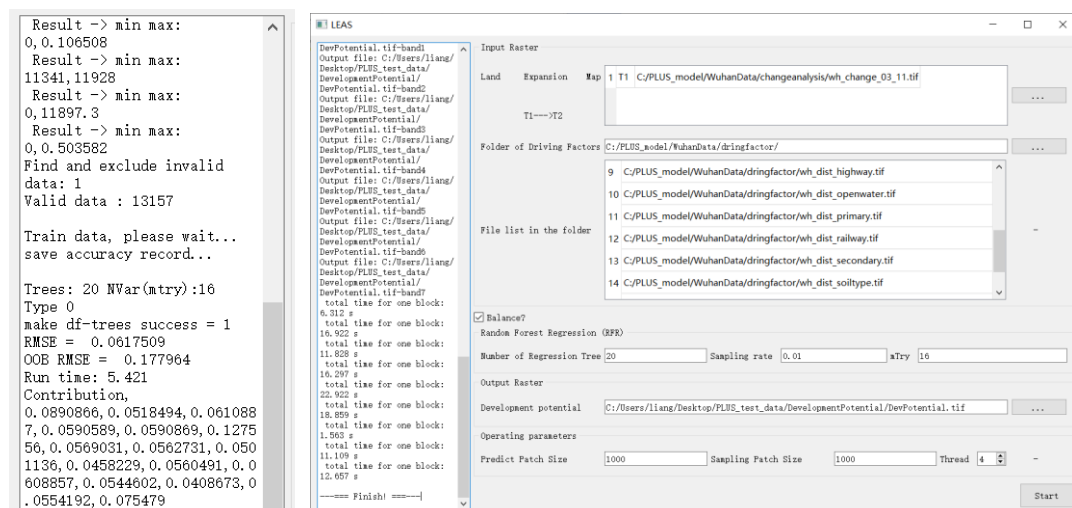 Result -> min max:
0,0.106508
Result -> min max:
11341,11928
Result -> min max:
0,11897.3
Result -> min max:
0,0.503582
Find and exclude invalid
data: 1
Valid data : 13157
Train data, please wait...
save accuracy record...
Trees: 20 NVar(mtry):16
Type 0
make df-trees success = 1
RMSE =  0.0617509
OOB RMSE =  0.177964
Run time: 5.421
Contribution,
0.0890866,0.0518494,0.061088
7,0.0590589,0.0590869,0.1275
56,0.0569031,0.0562731,0.050
1136,0.0458229,0.0560491,0.0
608857,0.0544602,0.0408673,0
.0554192,0.075479
LEAS
DevPotential.tif-band1
Output file: C:/Users/liang/
Desktop/PLUS_test_data/
DevelopmentPotential/
DevPotential.tif-band2
Output file: C:/Users/liang/
Desktop/PLUS_test_data/
DevelopmentPotential/
DevPotential.tif-band3
Output file: C:/Users/liang/
Desktop/PLUS_test_data/
DevelopmentPotential/
DevPotential.tif-band4
Output file: C:/Users/liang/
Desktop/PLUS_test_data/
DevelopmentPotential/
DevPotential.tif-band5
Output file: C:/Users/liang/
Desktop/PLUS_test_data/
DevelopmentPotential/
DevPotential.tif-band6
Output file: C:/Users/liang/
Desktop/PLUS_test_data/
DevelopmentPotential/
DevPotential.tif-band7
total time for one block:
6.312 s
total time for one block:
16.922 s
total time for one block:
11.828 s
total time for one block:
16.297 s
total time for one block:
22.922 s
total time for one block:
18.859 s
total time for one block:
1.563 s
total time for one block:
11.109 s
total time for one block:
12.657 s
---=== Finish! ===---
Input Raster
Land Expansion Map 1 T1 C:/PLUS_model/WuhanData/changeanalysis/wh_change_03_11.tif
...
T1--->T2
Folder of Driving Factors C:/PLUS_model/WuhanData/dringfactor/ ...
File list in the folder
9 C:/PLUS_model/WuhanData/dringfactor/wh_dist_highway.tif
10 C:/PLUS_model/WuhanData/dringfactor/wh_dist_openwater.tif
11 C:/PLUS_model/WuhanData/dringfactor/wh_dist_primary.tif
12 C:/PLUS_model/WuhanData/dringfactor/wh_dist_railway.tif
13 C:/PLUS_model/WuhanData/dringfactor/wh_dist_secondary.tif
14 C:/PLUS_model/WuhanData/dringfactor/wh_dist_soiltype.tif
-
Balance?
Random Forest Regression (RFR)
Number of Regression Tree 20 Sampling rate 0.01 mTry 16
Output Raster
Development potential C:/Users/liang/Desktop/PLUS_test_data/DevelopmentPotential/DevPotential.tif ...
Operating parameters
Predict Patch Size 1000 Sampling Patch Size 1000 Thread 4 -
Start